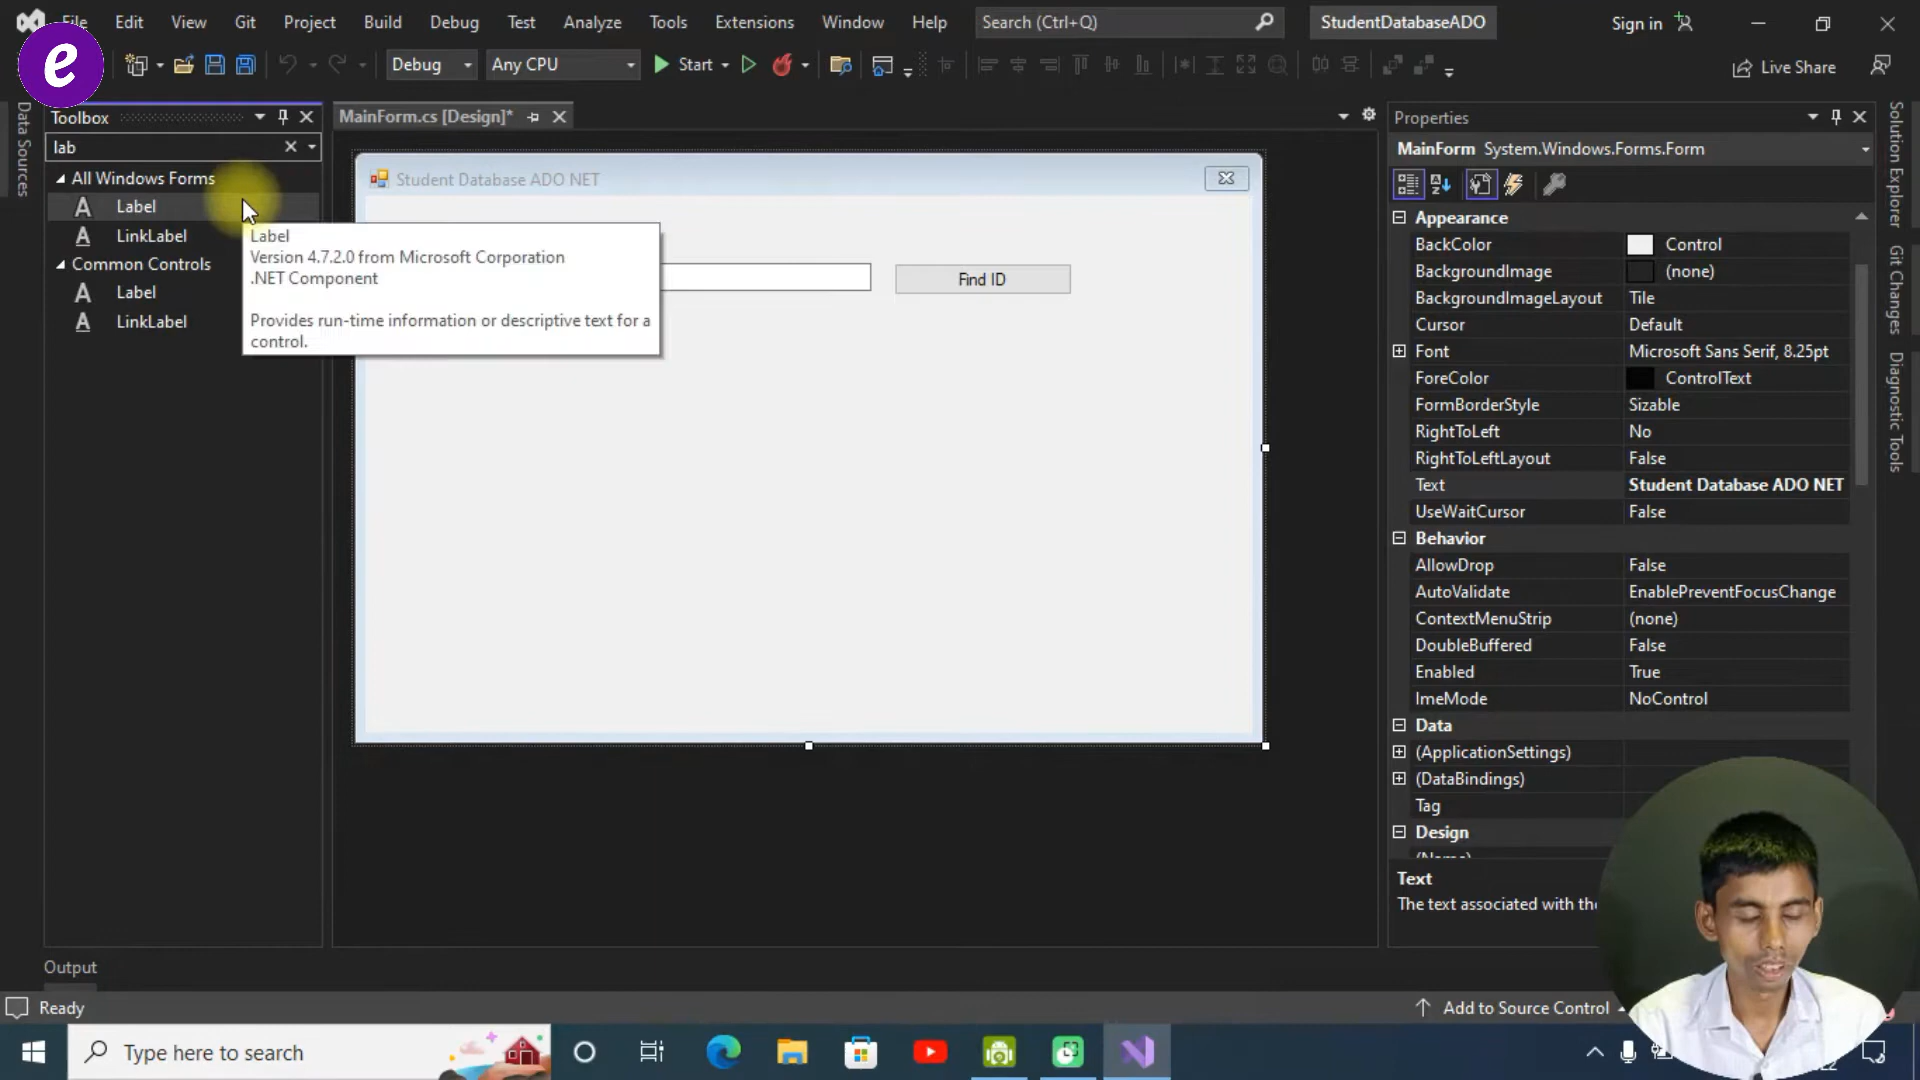 File Edit View Git Project Build Debug Test Analyze Tools Extensions Window Help Search (Ctrl+Q) StudentDatabaseADO Sign in
e
Debug Any CPU Start Live Share
Data Sources
Toolbox
lab
All Windows Forms
Label
LinkLabel
Common Controls
Label
LinkLabel
MainForm.cs [Design]*
Student Database ADO NET
Find ID
Label
Version 4.7.2.0 from Microsoft Corporation
.NET Component
Provides run-time information or descriptive text for a
control.
Properties
MainForm System.Windows.Forms.Form
Appearance
BackColor Control
BackgroundImage (none)
BackgroundImageLayout Tile
Cursor Default
Font Microsoft Sans Serif, 8.25pt
ForeColor ControlText
FormBorderStyle Sizable
RightToLeft No
RightToLeftLayout False
Text Student Database ADO NET
UseWaitCursor False
Behavior
AllowDrop False
AutoValidate EnablePreventFocusChange
ContextMenuStrip (none)
DoubleBuffered False
Enabled True
ImeMode NoControl
Data
(ApplicationSettings)
(DataBindings)
Tag
Design
(Name)
Text
The text associated with the
Solution Explorer
Git Changes
Diagnostic Tools
Output
Ready
Add to Source Control
Type here to search